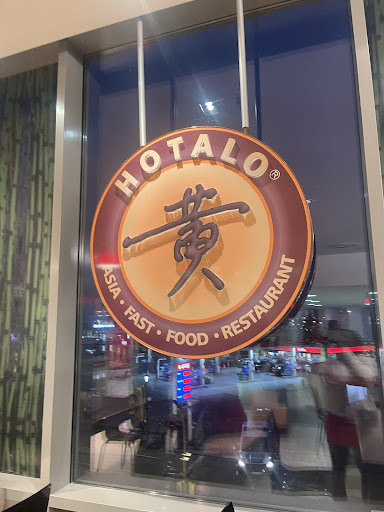 HOTALO®
黄
ASIA • FAST • FOOD • RESTAURANT